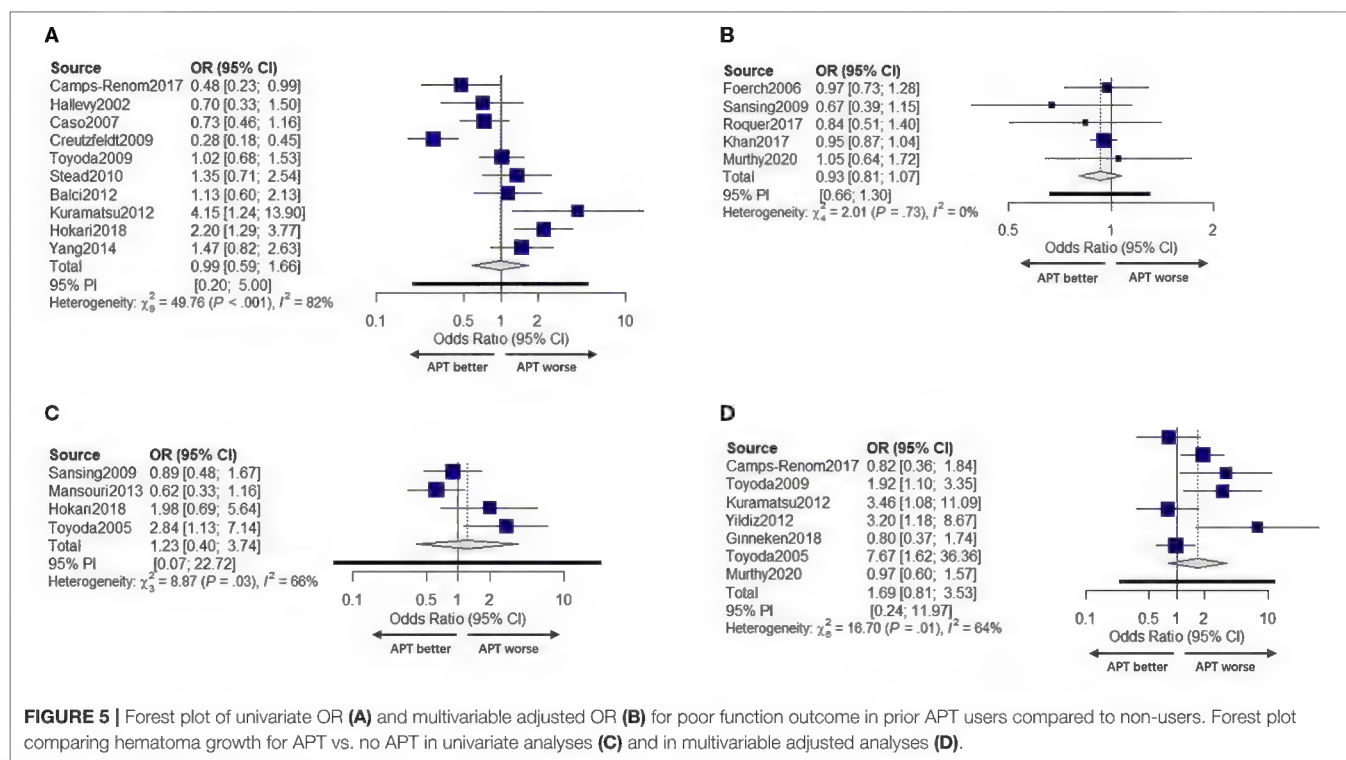 A
Source OR (95% CI)
Camps-Renom2017 0.48 [0.23; 0.99]
Hallevy2002 0.70 [0.33; 1.50]
Caso2007 0.73 [0.46; 1.16]
Creutzfeldt2009 0.28 [0.18; 0.45]
Toyoda2009 1.02 [0.68; 1.53]
Stead2010 1.35 [0.71; 2.54]
Balci2012 1.13 [0.60; 2.13]
Kuramatsu2012 4.15 [1.24; 13.90]
Hokari2018 2.20 [1.29; 3.77]
Yang2014 1.47 [0.82; 2.63]
Total 0.99 [0.59; 1.66]
95% PI [0.20; 5.00]
Heterogeneity: χ²₉ = 49.76 (P < .001), I² = 82%
0.1 0.5 1 2 10
Odds Ratio (95% CI)
APT better APT worse
B
Source OR (95% CI)
Foerch2006 0.97 [0.73; 1.28]
Sansing2009 0.67 [0.39; 1.15]
Roquer2017 0.84 [0.51; 1.40]
Khan2017 0.95 [0.87; 1.04]
Murthy2020 1.05 [0.64; 1.72]
Total 0.93 [0.81; 1.07]
95% PI [0.66; 1.30]
Heterogeneity: χ²₄ = 2.01 (P = .73), I² = 0%
0.5 1 2
Odds Ratio (95% CI)
APT better APT worse
C
Source OR (95% CI)
Sansing2009 0.89 [0.48; 1.67]
Mansouri2013 0.62 [0.33; 1.16]
Hokari2018 1.98 [0.69; 5.64]
Toyoda2005 2.84 [1.13; 7.14]
Total 1.23 [0.40; 3.74]
95% PI [0.07; 22.72]
Heterogeneity: χ²₃ = 8.87 (P = .03), I² = 66%
0.1 0.5 1 2 10
Odds Ratio (95% CI)
APT better APT worse
D
Source OR (95% CI)
Camps-Renom2017 0.82 [0.36; 1.84]
Toyoda2009 1.92 [1.10; 3.35]
Kuramatsu2012 3.46 [1.08; 11.09]
Yildiz2012 3.20 [1.18; 8.67]
Ginneken2018 0.80 [0.37; 1.74]
Toyoda2005 7.67 [1.62; 36.36]
Murthy2020 0.97 [0.60; 1.57]
Total 1.69 [0.81; 3.53]
95% PI [0.24; 11.97]
Heterogeneity: χ²₆ = 16.70 (P = .01), I² = 64%
0.1 0.5 1 2 10
Odds Ratio (95% CI)
APT better APT worse
FIGURE 5 | Forest plot of univariate OR (A) and multivariable adjusted OR (B) for poor function outcome in prior APT users compared to non-users. Forest plot
comparing hematoma growth for APT vs. no APT in univariate analyses (C) and in multivariable adjusted analyses (D).